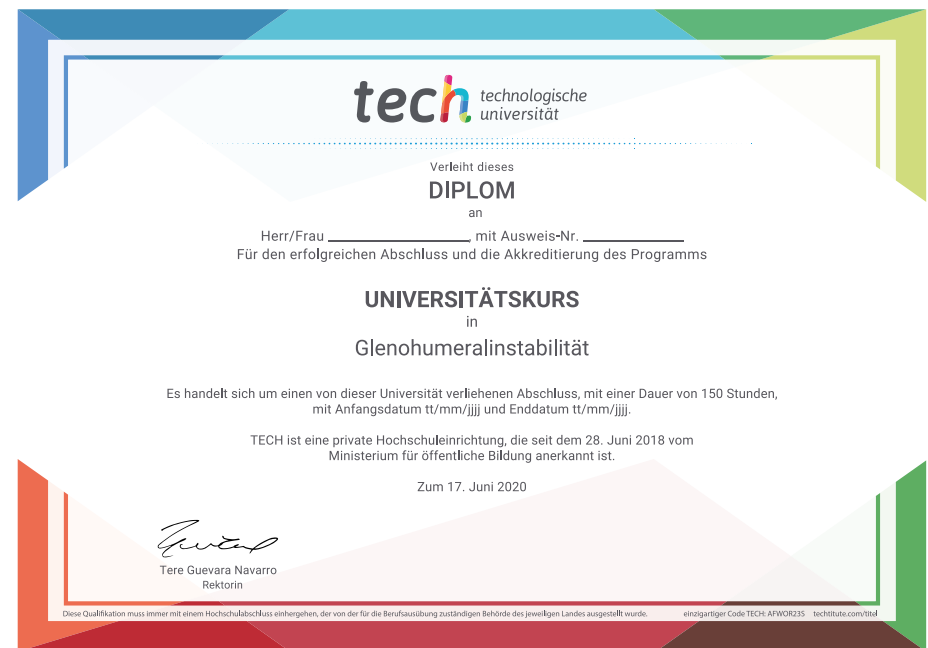 tech technologische
universität
Verleiht dieses
DIPLOM
an
Herr/Frau ____________________, mit Ausweis-Nr. ______________
Für den erfolgreichen Abschluss und die Akkreditierung des Programms
UNIVERSITÄTSKURS
in
Glenohumeralinstabilität
Es handelt sich um einen von dieser Universität verliehenen Abschluss, mit einer Dauer von 150 Stunden,
mit Anfangsdatum tt/mm/jjjj und Enddatum tt/mm/jjjj.
TECH ist eine private Hochschuleinrichtung, die seit dem 28. Juni 2018 vom
Ministerium für öffentliche Bildung anerkannt ist.
Zum 17. Juni 2020
Tere Guevara Navarro
Rektorin
Diese Qualifikation muss immer mit einem Hochschulabschluss einhergehen, der von der für die Berufsausübung zuständigen Behörde des jeweiligen Landes ausgestellt wurde. einzigartiger Code TECH: AFWOR23S techtitute.com/titel